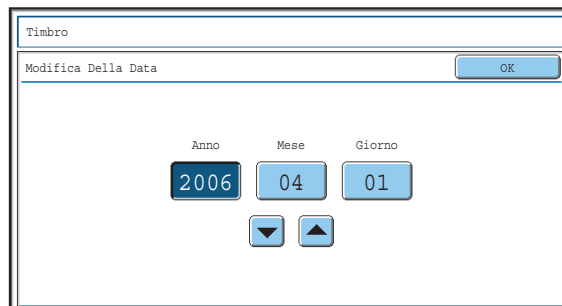 Timbro
Modifica Della Data
OK
Anno Mese Giorno
2006 04 01